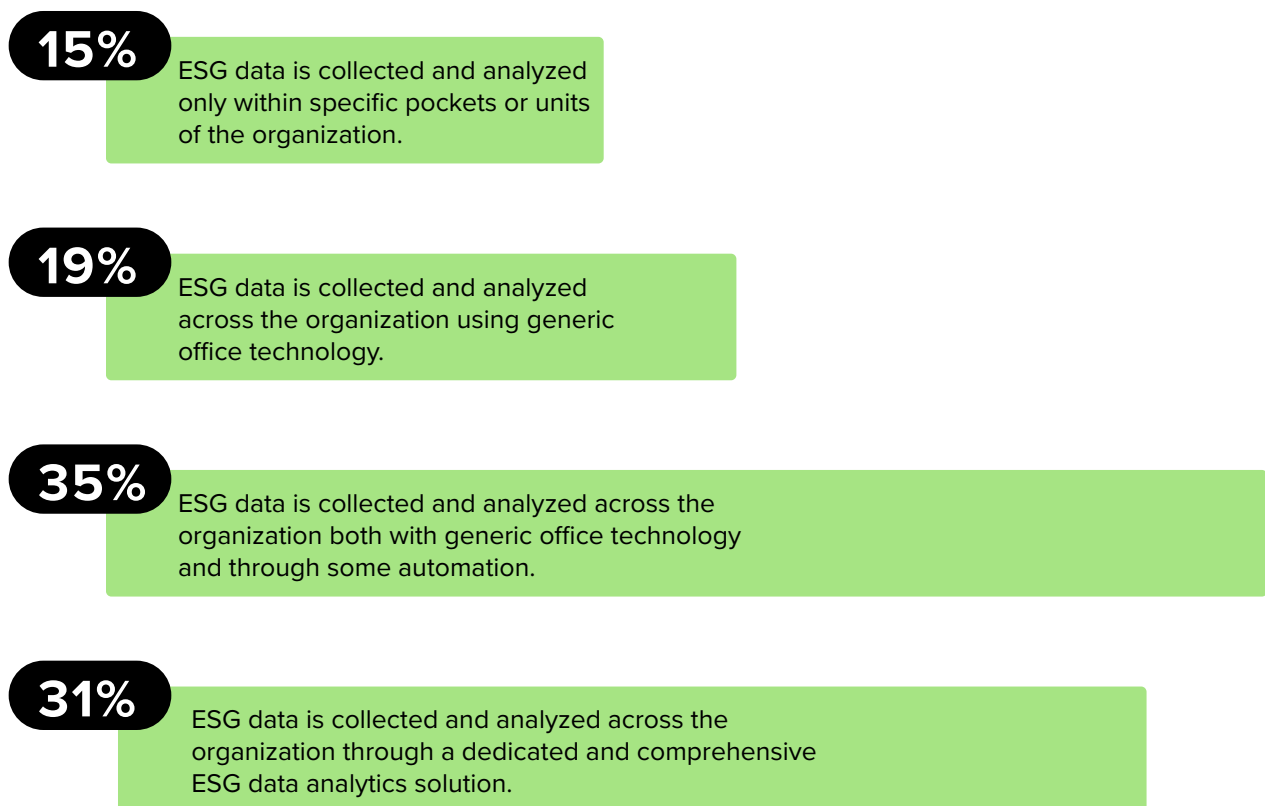 15%
ESG data is collected and analyzed
only within specific pockets or units
of the organization.
19%
ESG data is collected and analyzed
across the organization using generic
office technology.
35%
ESG data is collected and analyzed across the
organization both with generic office technology
and through some automation.
31%
ESG data is collected and analyzed across the
organization through a dedicated and comprehensive
ESG data analytics solution.